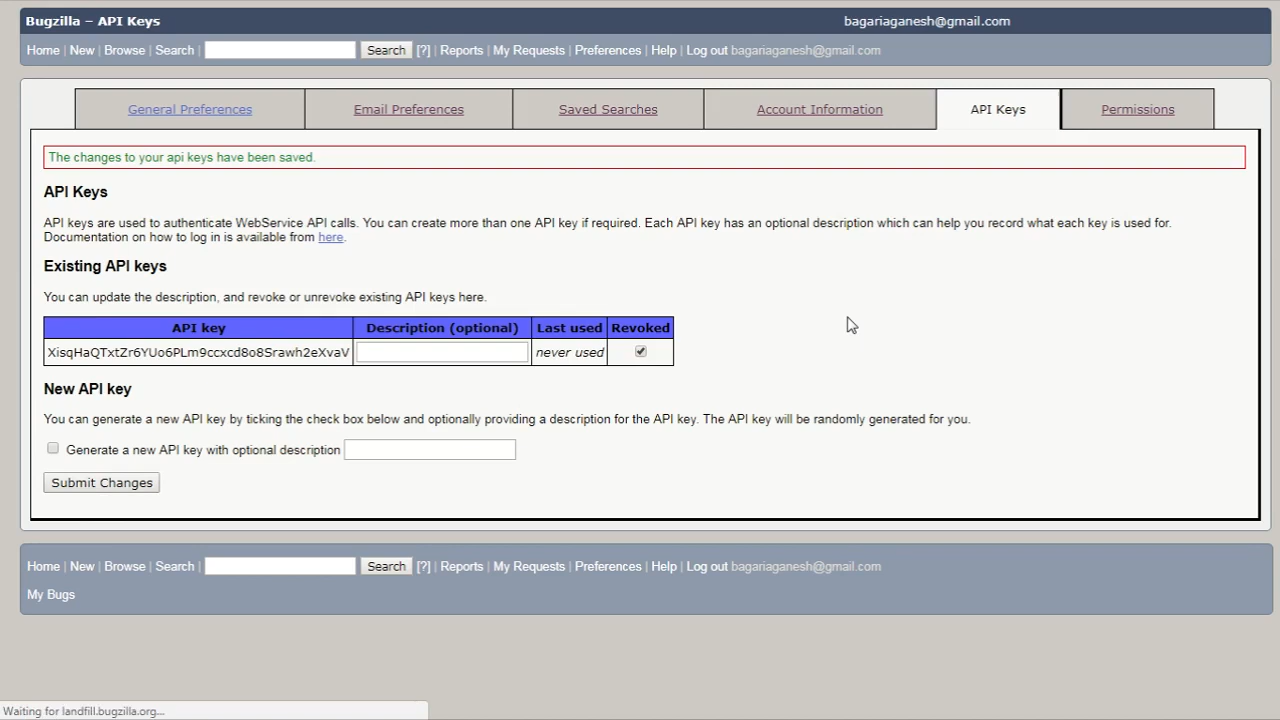 Bugzilla – API Keys bagariaganesh@gmail.com
Home | New | Browse | Search | Search [?] | Reports | My Requests | Preferences | Help | Log out bagariaganesh@gmail.com
General Preferences Email Preferences Saved Searches Account Information API Keys Permissions
The changes to your api keys have been saved.
API Keys
API keys are used to authenticate WebService API calls. You can create more than one API key if required. Each API key has an optional description which can help you record what each key is used for.
Documentation on how to log in is available from here.
Existing API keys
You can update the description, and revoke or unrevoke existing API keys here.
API key Description (optional) Last used Revoked
XisqHaQTxtZr6YUo6PLm9ccxcd8o8Srawh2eXvaV never used
New API key
You can generate a new API key by ticking the check box below and optionally providing a description for the API key. The API key will be randomly generated for you.
Generate a new API key with optional description
Submit Changes
Home | New | Browse | Search | Search [?] | Reports | My Requests | Preferences | Help | Log out bagariaganesh@gmail.com
My Bugs
Waiting for landfill.bugzilla.org...